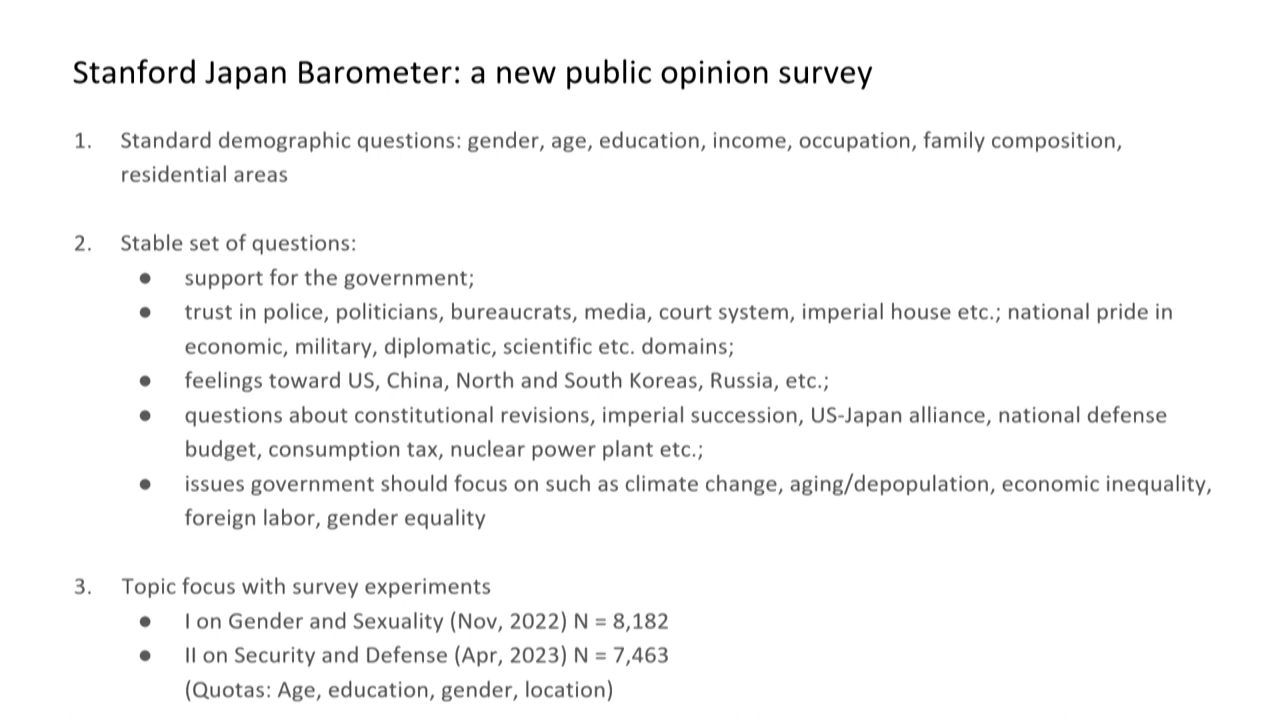 Stanford Japan Barometer: a new public opinion survey
1. Standard demographic questions: gender, age, education, income, occupation, family composition,
residential areas
2. Stable set of questions:
● support for the government;
● trust in police, politicians, bureaucrats, media, court system, imperial house etc.; national pride in
economic, military, diplomatic, scientific etc. domains;
● feelings toward US, China, North and South Koreas, Russia, etc.;
● questions about constitutional revisions, imperial succession, US-Japan alliance, national defense
budget, consumption tax, nuclear power plant etc.;
● issues government should focus on such as climate change, aging/depopulation, economic inequality,
foreign labor, gender equality
3. Topic focus with survey experiments
● I on Gender and Sexuality (Nov, 2022) N = 8,182
● II on Security and Defense (Apr, 2023) N = 7,463
(Quotas: Age, education, gender, location)